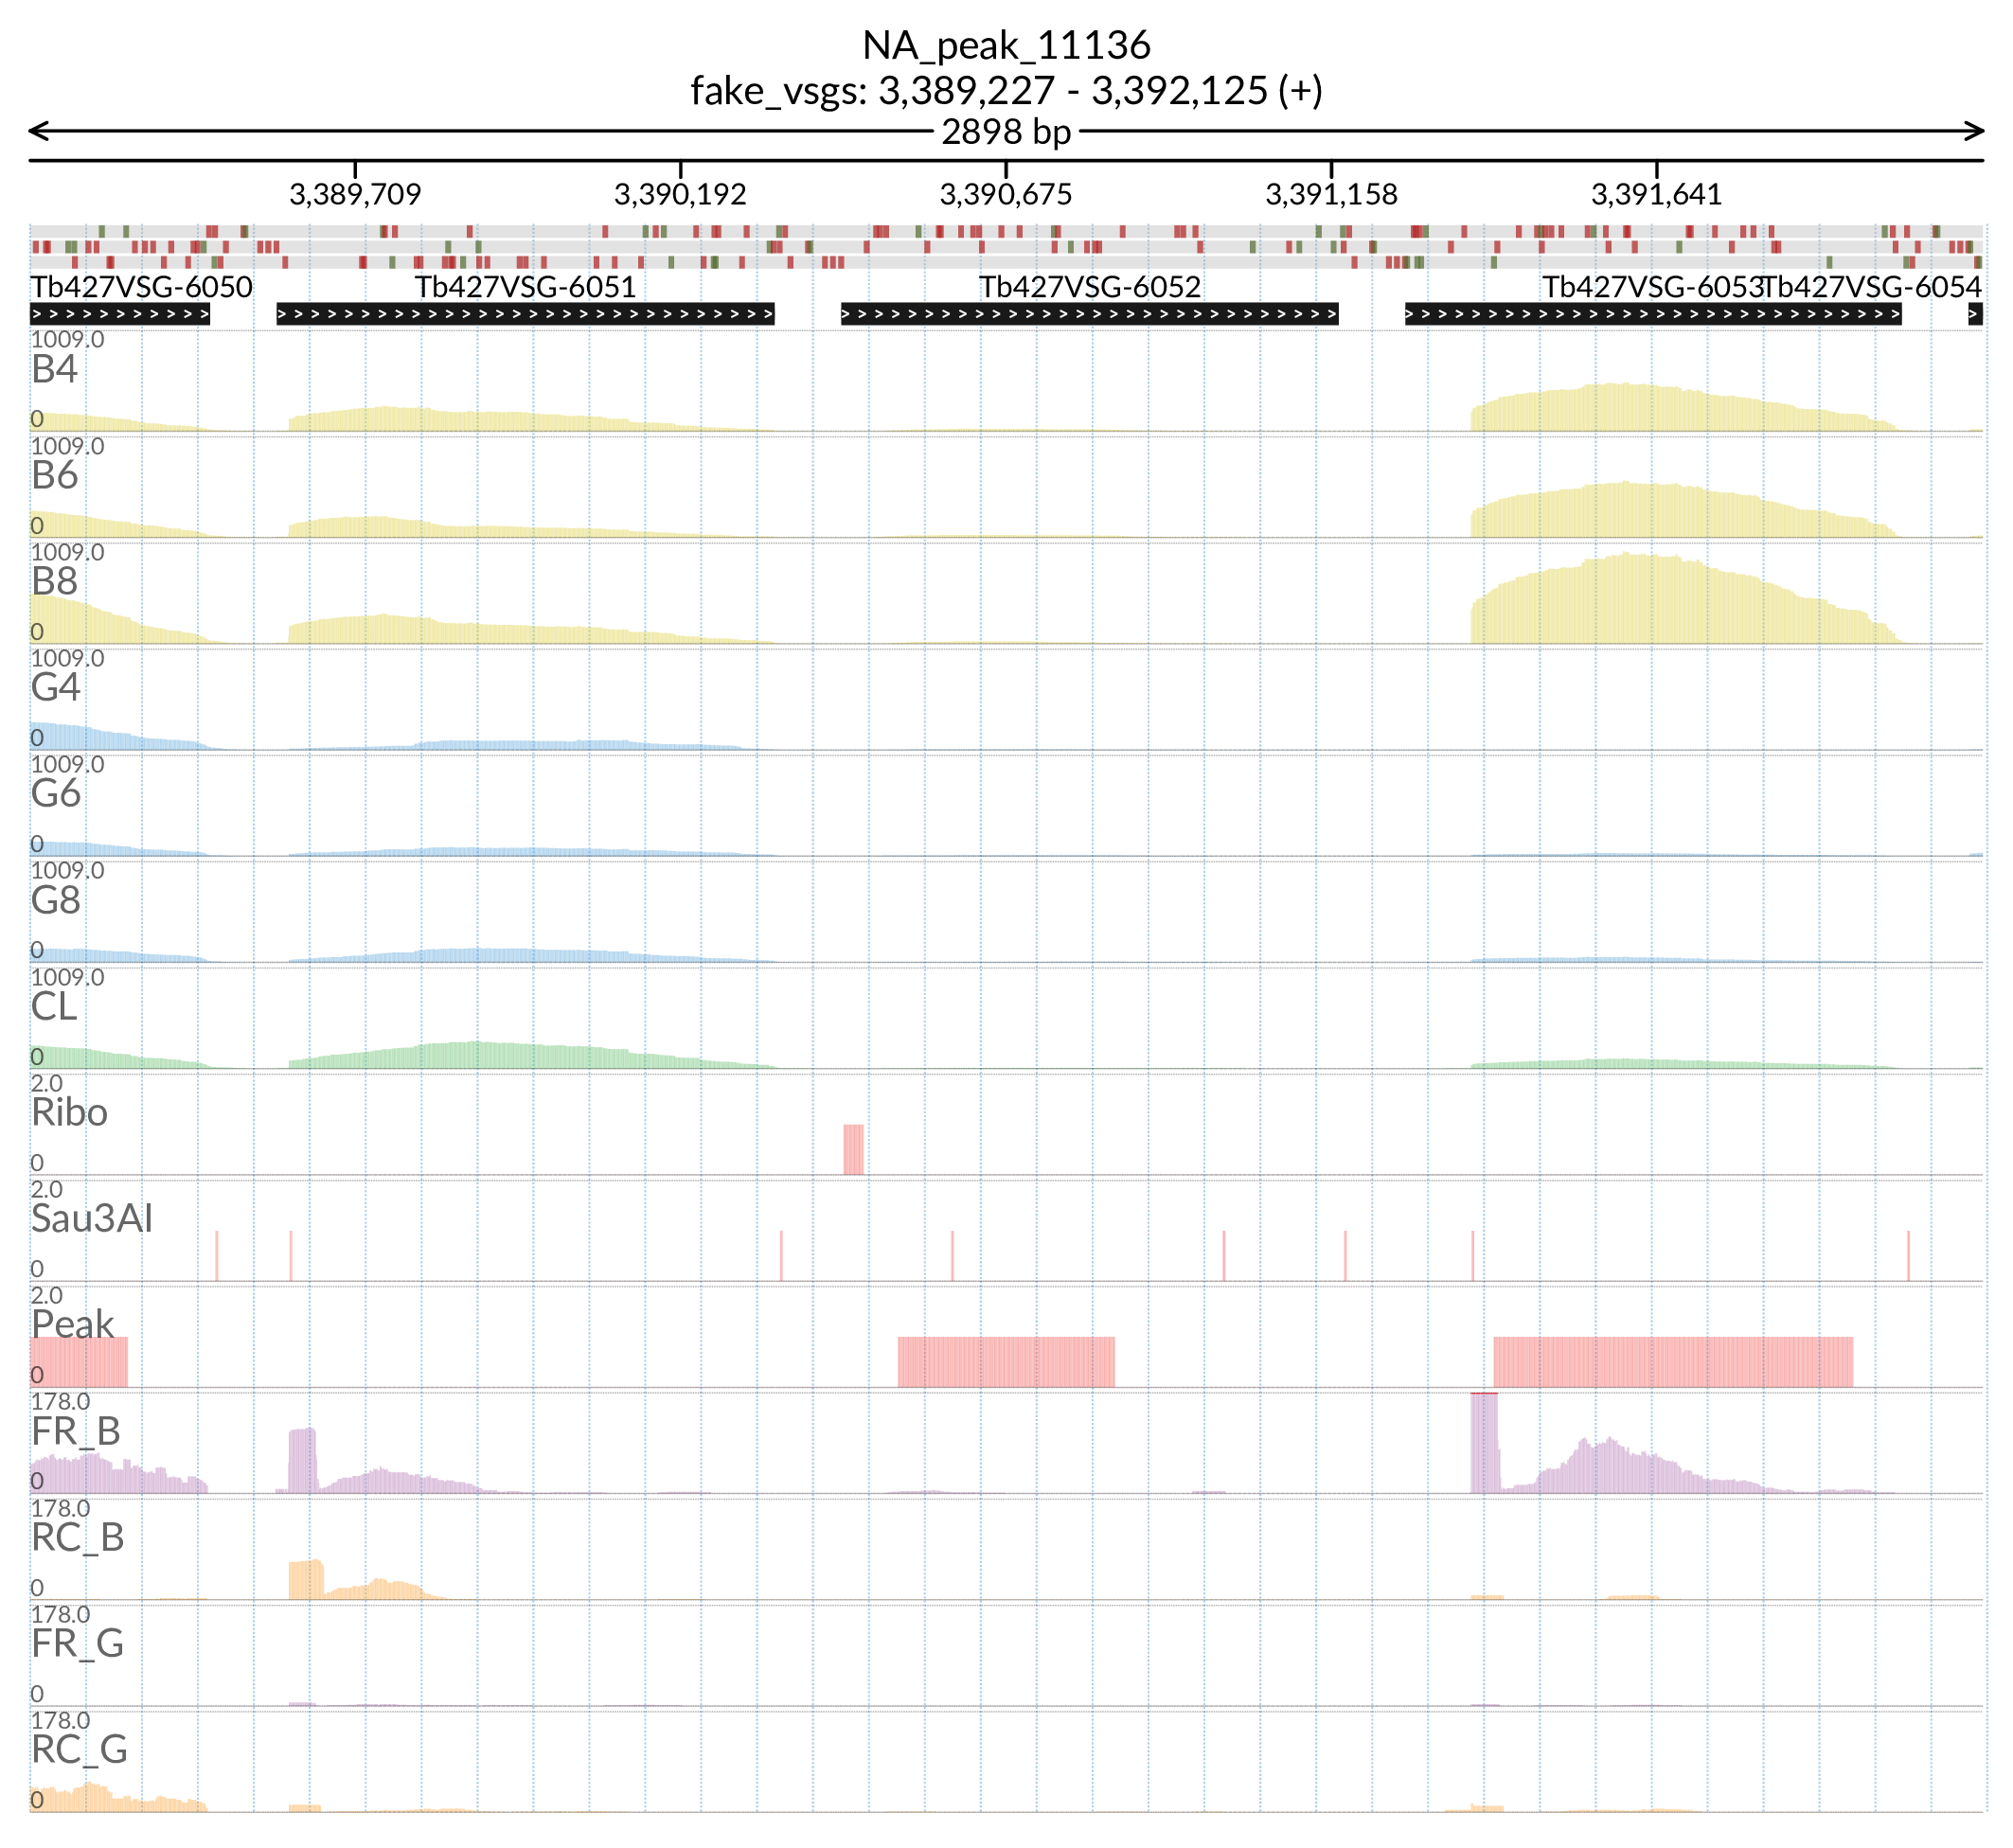 NA_peak_11136
fake_vsgs: 3,389,227 - 3,392,125 (+)
2898 bp
3,389,709 3,390,192 3,390,675 3,391,158 3,391,641
Tb427VSG-6050 Tb427VSG-6051 Tb427VSG-6052 Tb427VSG-6053 Tb427VSG-6054
1009.0
B4
0
1009.0
B6
0
1009.0
B8
0
1009.0
G4
0
1009.0
G6
0
1009.0
G8
0
1009.0
CL
0
2.0
Ribo
0
2.0
Sau3AI
0
2.0
Peak
0
178.0
FR_B
0
178.0
RC_B
0
178.0
FR_G
0
178.0
RC_G
0